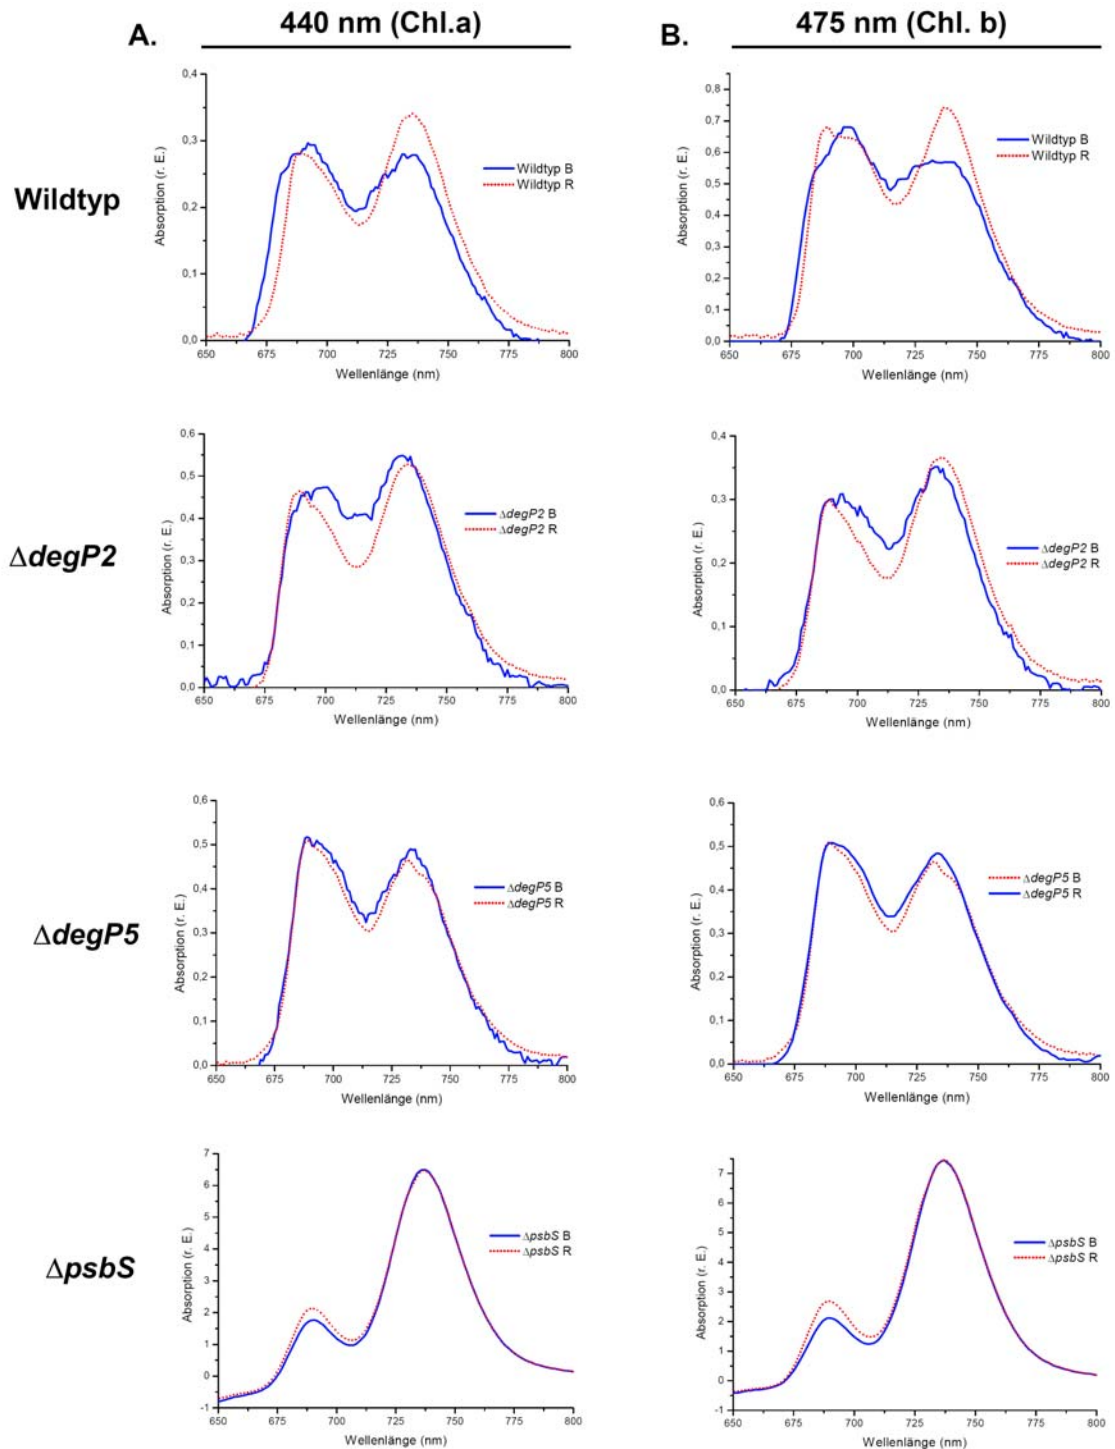 A.
440 nm (Chl.a)
B.
475 nm (Chl. b)
Wildtyp
0,4
0,3
0,2
0,1
0,0
Absorption (r. E.)
Wildtyp B
Wildtyp R
650 675 700 725 750 775 800
Wellenlänge (nm)
0,8
0,7
0,6
0,5
0,4
0,3
0,2
0,1
0,0
Absorption (r. E.)
Wildtyp B
Wildtyp R
650 675 700 725 750 775 800
Wellenlänge (nm)
ΔdegP2
0,6
0,5
0,4
0,3
0,2
0,1
0,0
Absorption (r. E.)
ΔdegP2 B
ΔdegP2 R
650 675 700 725 750 775 800
Wellenlänge (nm)
0,4
0,3
0,2
0,1
0,0
Absorption (r. E.)
ΔdegP2 B
ΔdegP2 R
650 675 700 725 750 775 800
Wellenlänge (nm)
ΔdegP5
0,6
0,5
0,4
0,3
0,2
0,1
0,0
Absorption (r. E.)
ΔdegP5 B
ΔdegP5 R
650 675 700 725 750 775 800
Wellenlänge (nm)
0,6
0,5
0,4
0,3
0,2
0,1
0,0
Absorption (r. E.)
ΔdegP5 B
ΔdegP5 R
650 675 700 725 750 775 800
Wellenlänge (nm)
ΔpsbS
7
6
5
4
3
2
1
0
-1
Absorption (r. E.)
ΔpsbS B
ΔpsbS R
650 675 700 725 750 775 800
Wellenlänge (nm)
7
6
5
4
3
2
1
0
-1
Absorption (r. E.)
ΔpsbS B
ΔpsbS R
650 675 700 725 750 775 800
Wellenlänge (nm)